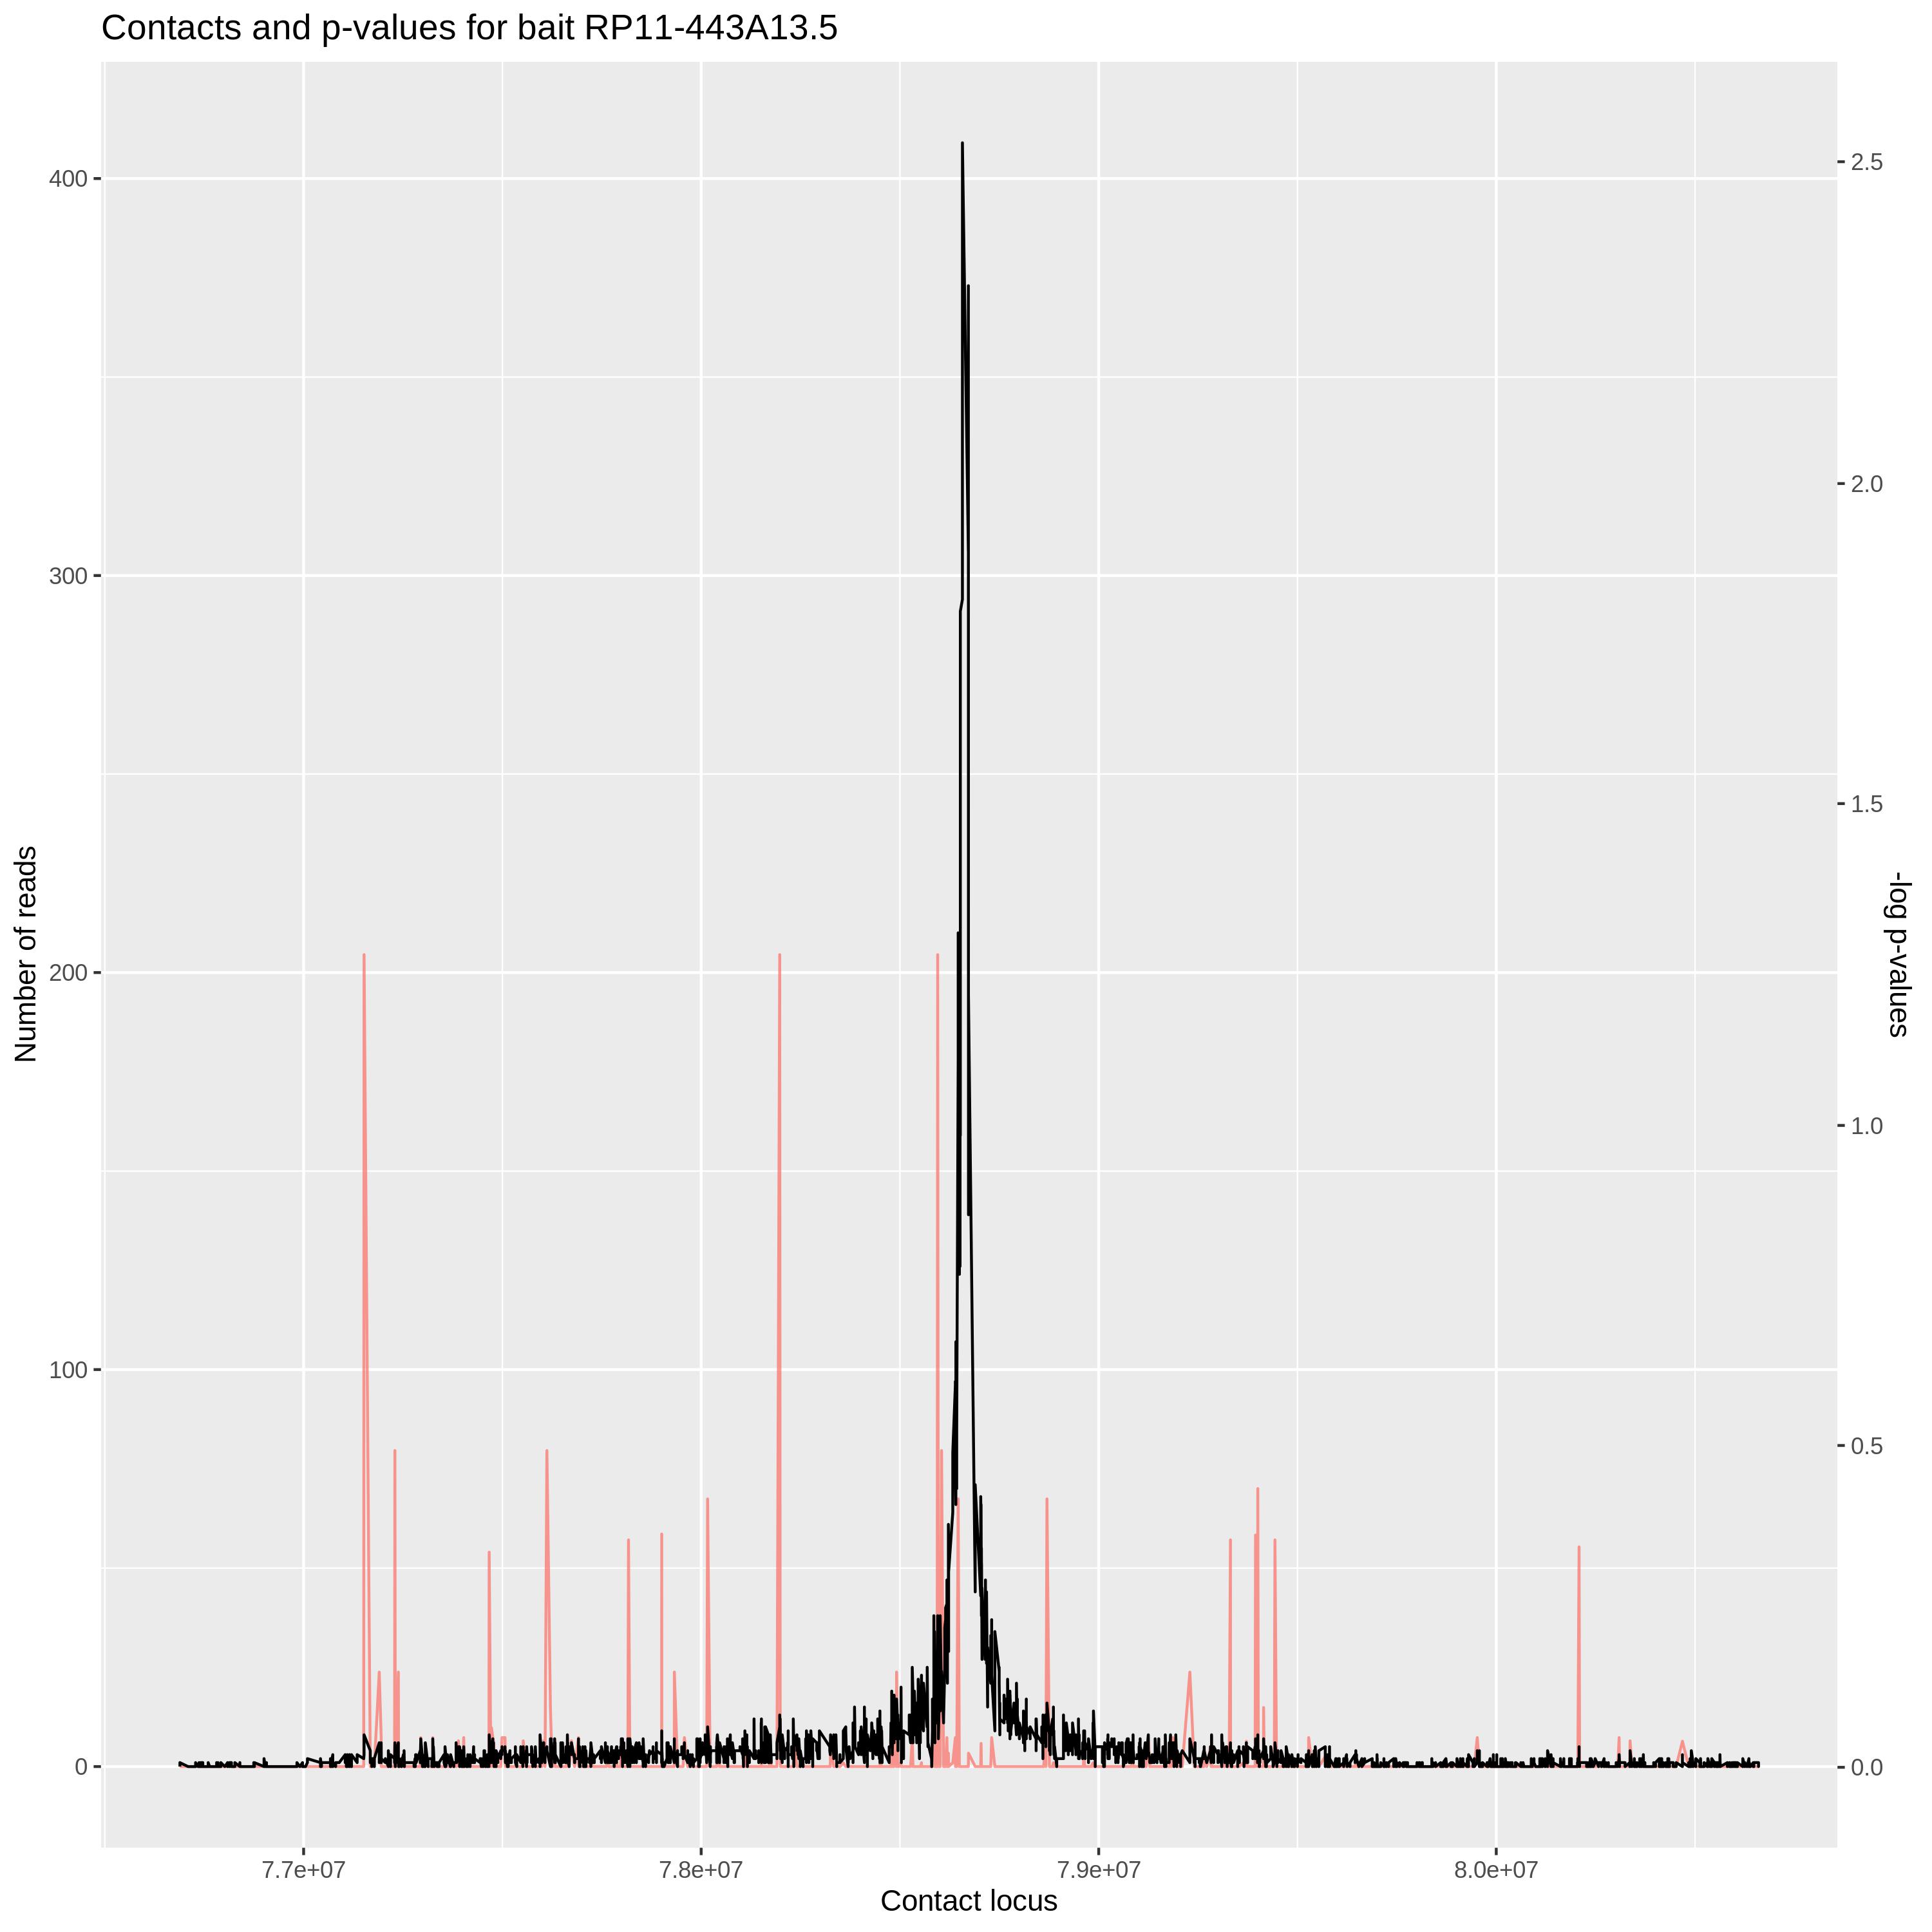 Contacts and p-values for bait RP11-443A13.5
Number of reads
400
300
200
100
0
2.5
2.0
1.5
1.0
0.5
0.0
-log p-values
7.7e+07 7.8e+07 7.9e+07 8.0e+07
Contact locus